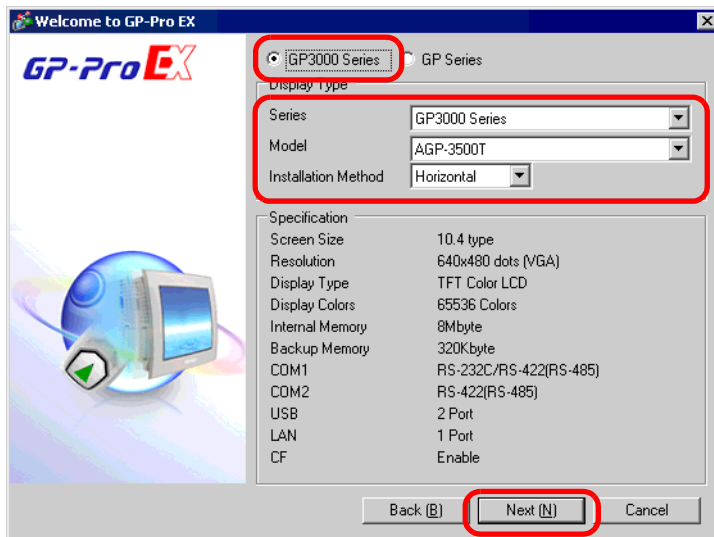 Welcome to GP-Pro EX
GP-Pro EX
GP3000 Series GP Series
Display Type
Series GP3000 Series
Model AGP-3500T
Installation Method Horizontal
Specification
Screen Size 10.4 type
Resolution 640x480 dots (VGA)
Display Type TFT Color LCD
Display Colors 65536 Colors
Internal Memory 8Mbyte
Backup Memory 320Kbyte
COM1 RS-232C/RS-422(RS-485)
COM2 RS-422(RS-485)
USB 2 Port
LAN 1 Port
CF Enable
Back (B) Next (N) Cancel